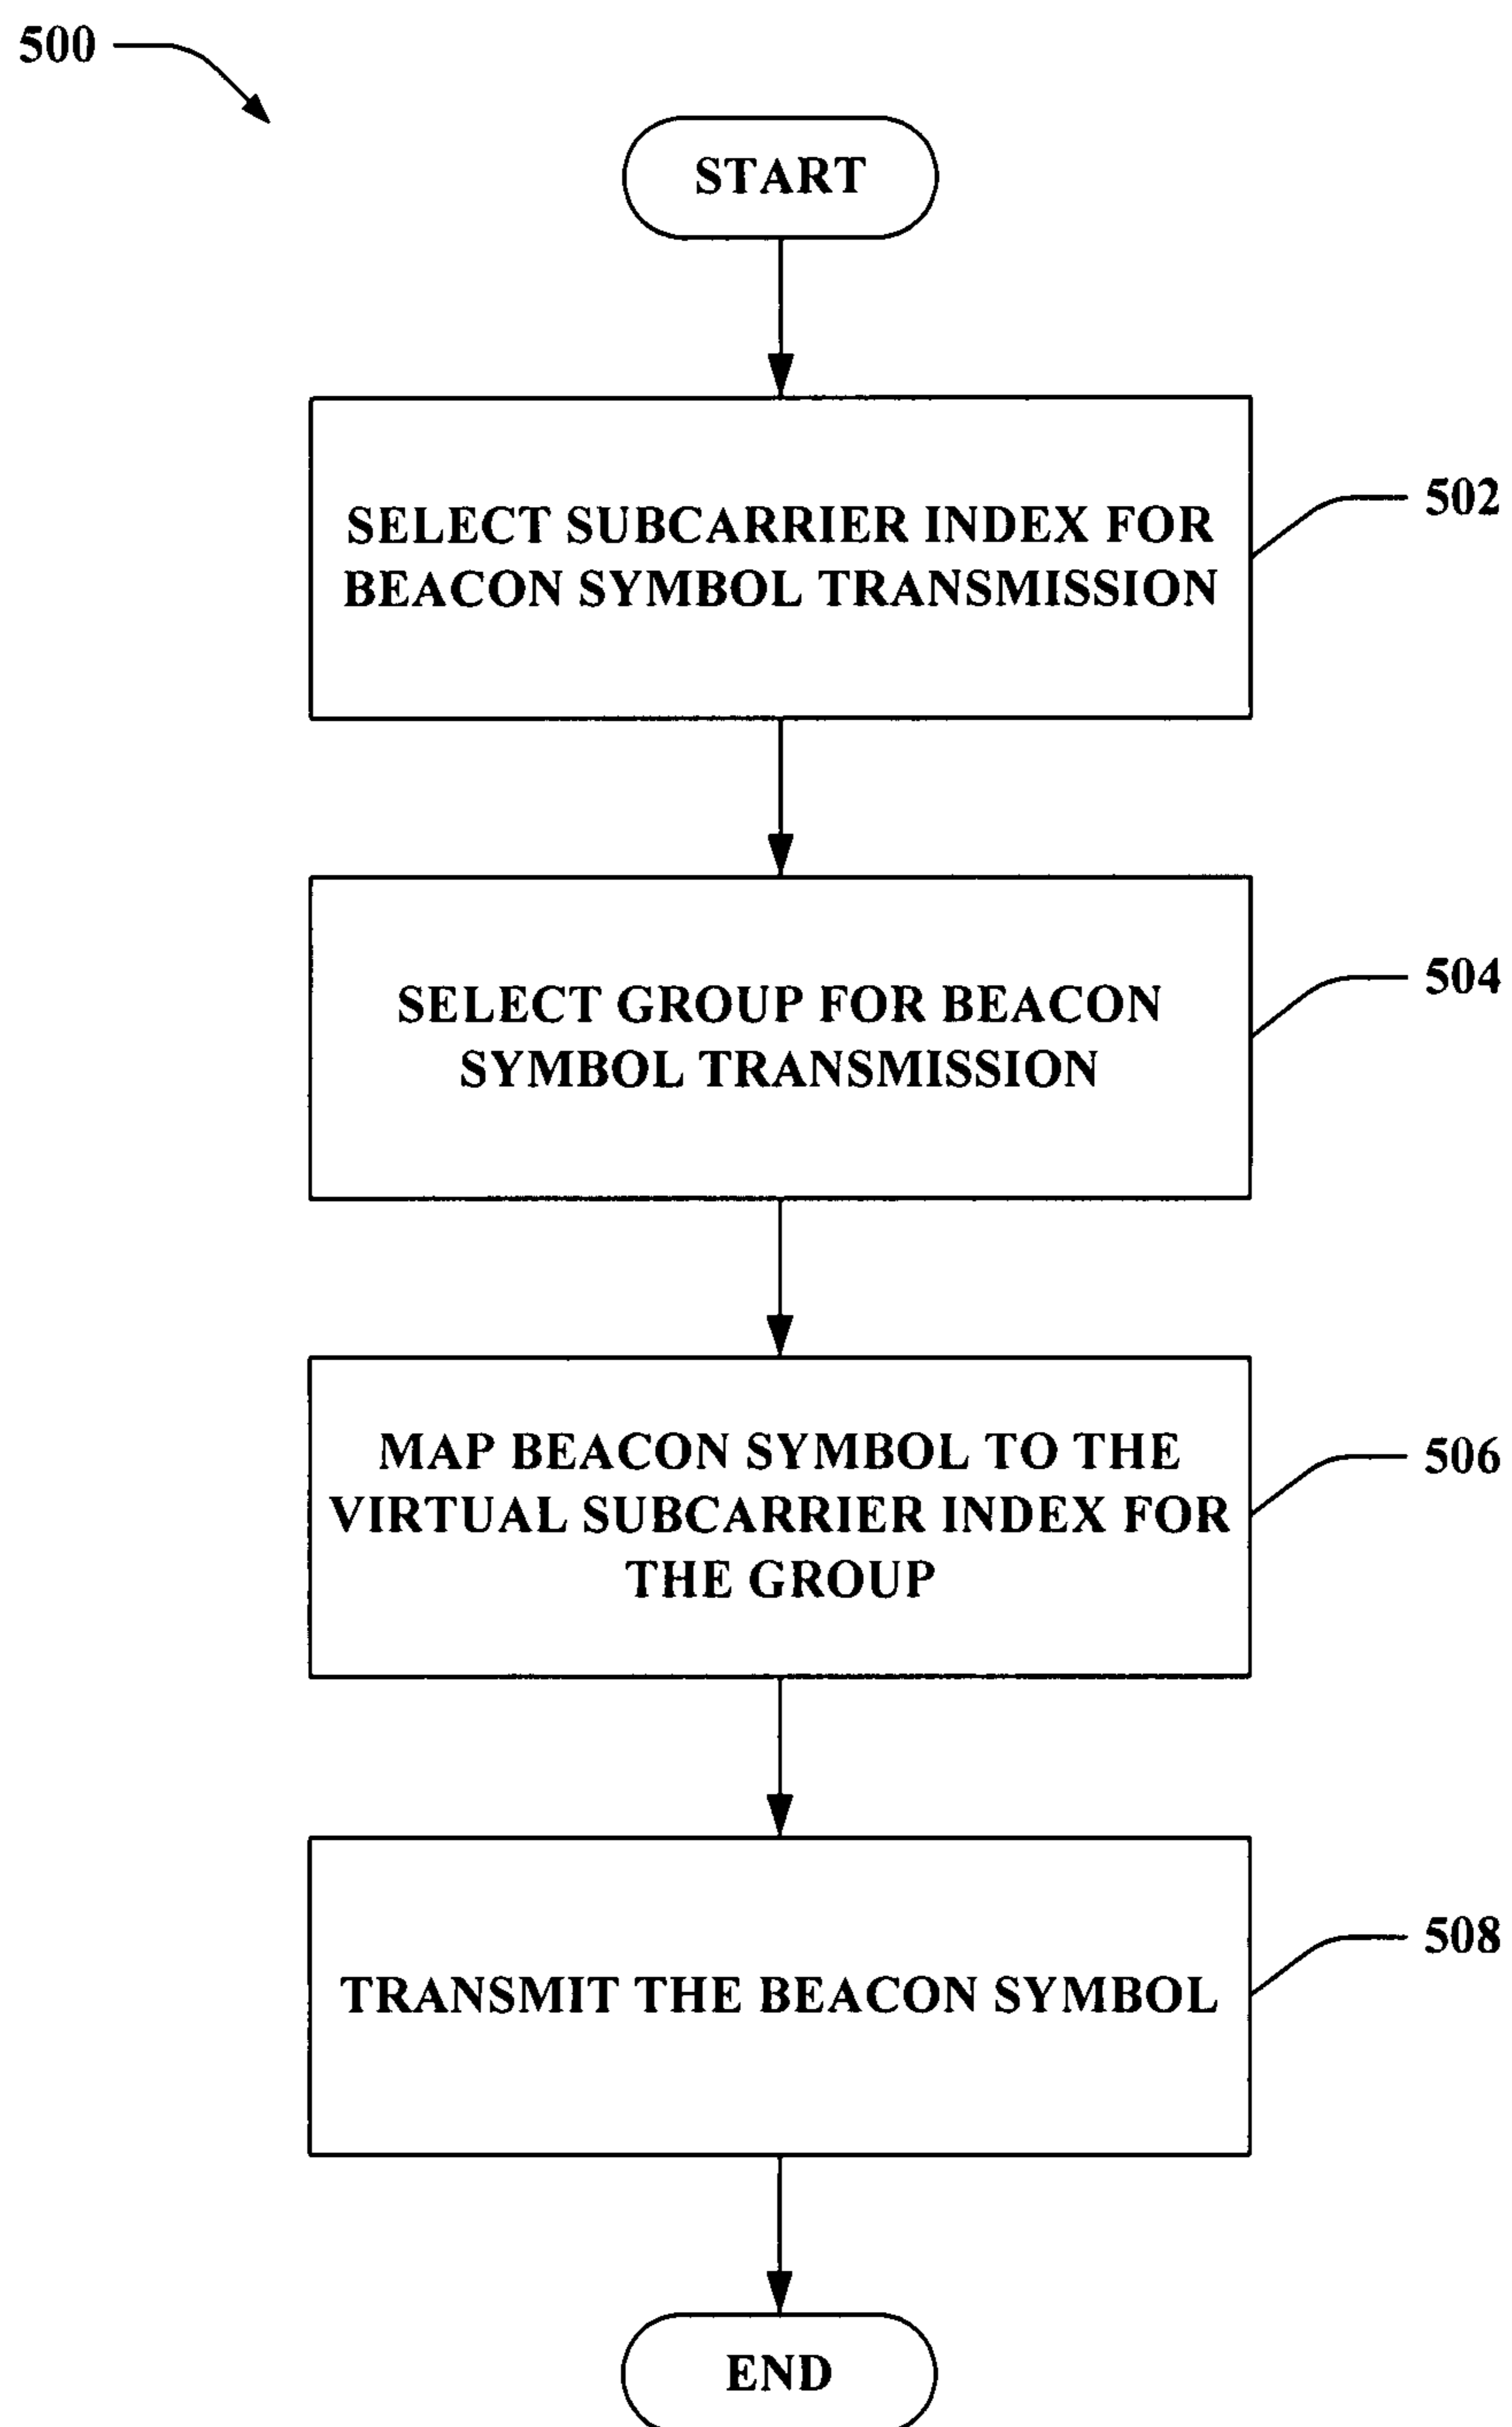 500
START
SELECT SUBCARRIER INDEX FOR
BEACON SYMBOL TRANSMISSION
502
SELECT GROUP FOR BEACON
SYMBOL TRANSMISSION
504
MAP BEACON SYMBOL TO THE
VIRTUAL SUBCARRIER INDEX FOR
THE GROUP
506
TRANSMIT THE BEACON SYMBOL
508
END